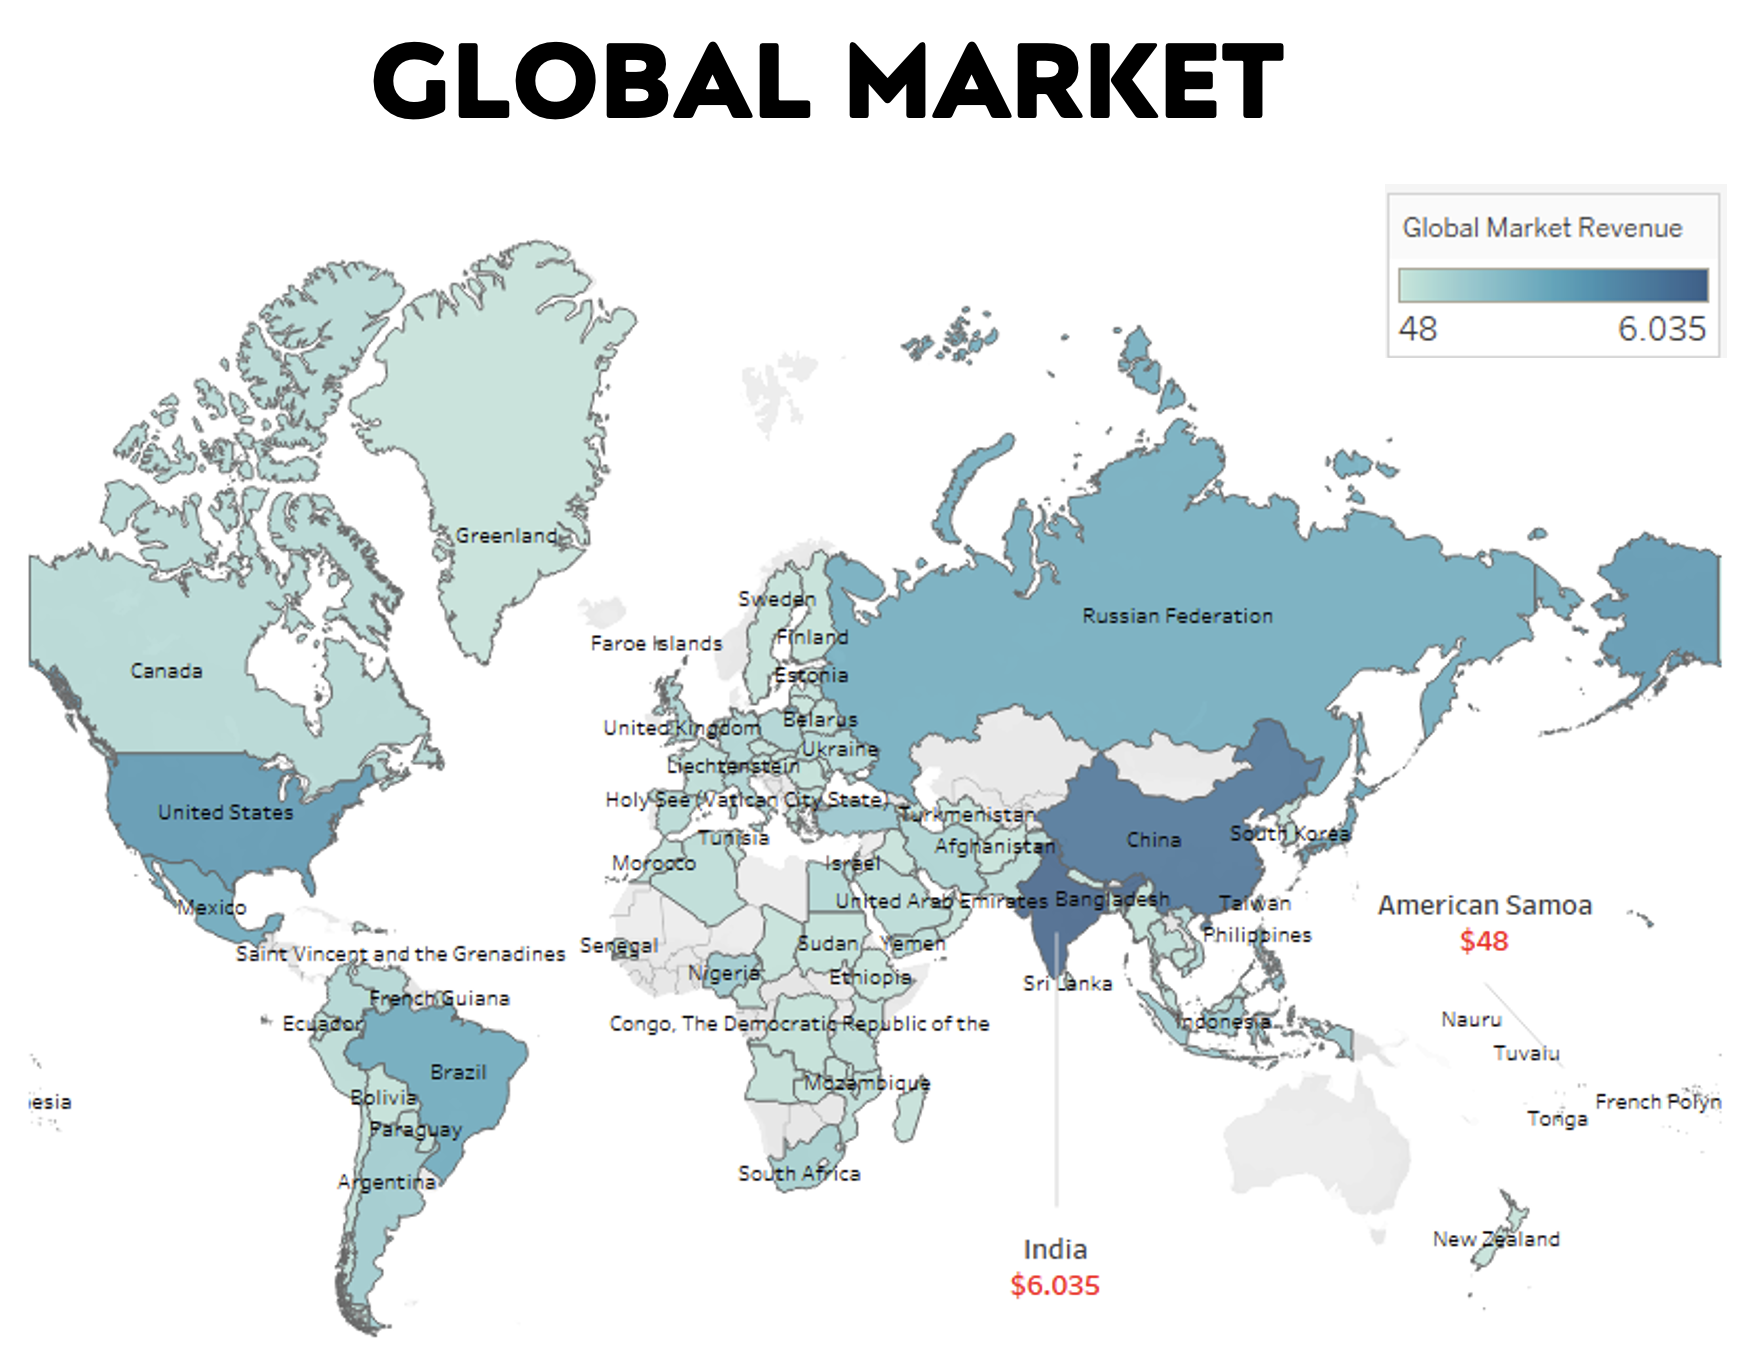 GLOBAL MARKET
Global Market Revenue
48 6.035
Greenland
Sweden
Russian Federation
Finland
Faroe Islands
Canada
Estonia
Belarus
United Kingdom
Ukraine
Liechtenstein
Holy See (Vatican City State)
United States
Turkmenistan
South Korea
Tunisia
China
Afghanistan
Morocco
Israel
United Arab Emirates
Bangladesh
Taiwan
American Samoa
$48
Mexico
Philippines
Saint Vincent and the Grenadines
Senegal
Sudan
Yemen
Nigeria
Ethiopia
Sri Lanka
French Guiana
Ecuador
Congo, The Democratic Republic of the
Indonesia
Nauru
Tuvalu
Brazil
Mozambique
Bolivia
esia
French Polyn
Tonga
Paraguay
South Africa
Argentina
New Zealand
India
$6.035